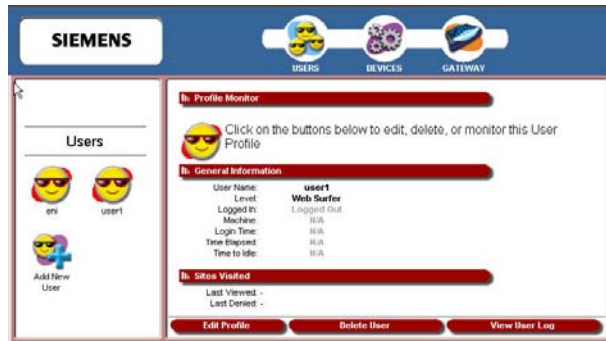 SIEMENS
USERS DEVICES GATEWAY
Users
eni user1
Add New
User
Profile Monitor
Click on the buttons below to edit, delete, or monitor this User
Profile
General Information
User Name: user1
Level: Web Surfer
Logged In: Logged Out
Machine: N/A
Login Time: N/A
Time Elapsed: N/A
Time to Idle: N/A
Sites Visited
Last Viewed: -
Last Denied: -
Edit Profile Delete User View User Log